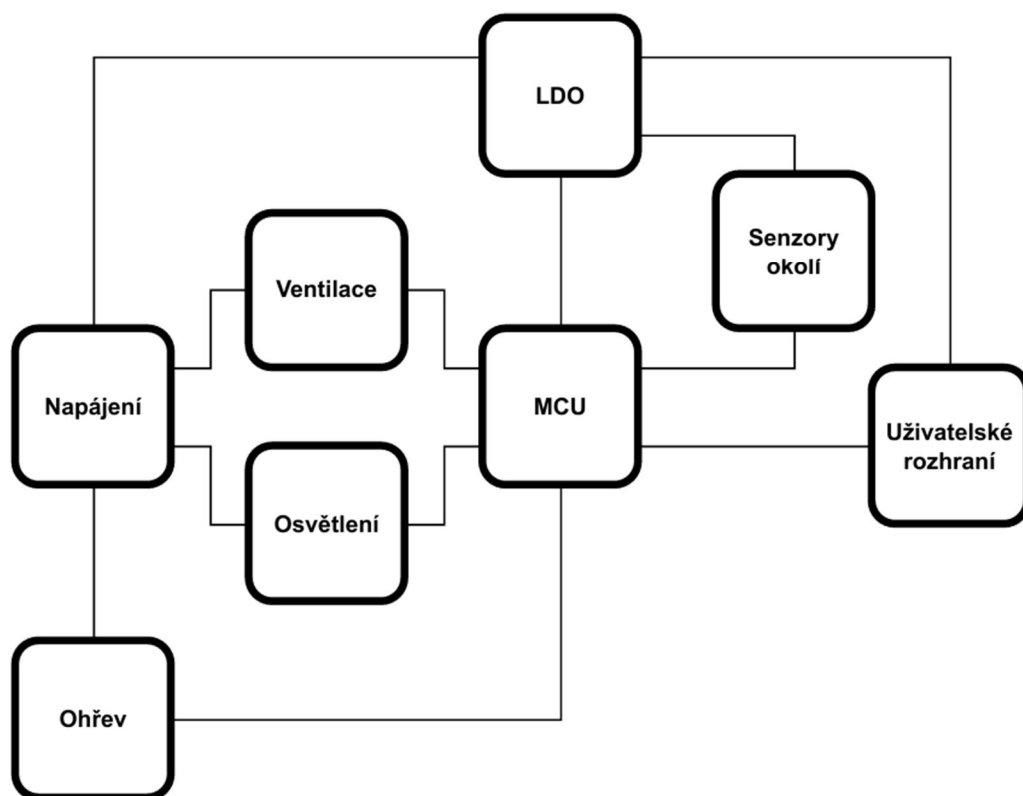 LDO
Senzory
okolí
Ventilace
Napájení
MCU
Uživatelské
rozhraní
Osvětlení
Ohřev